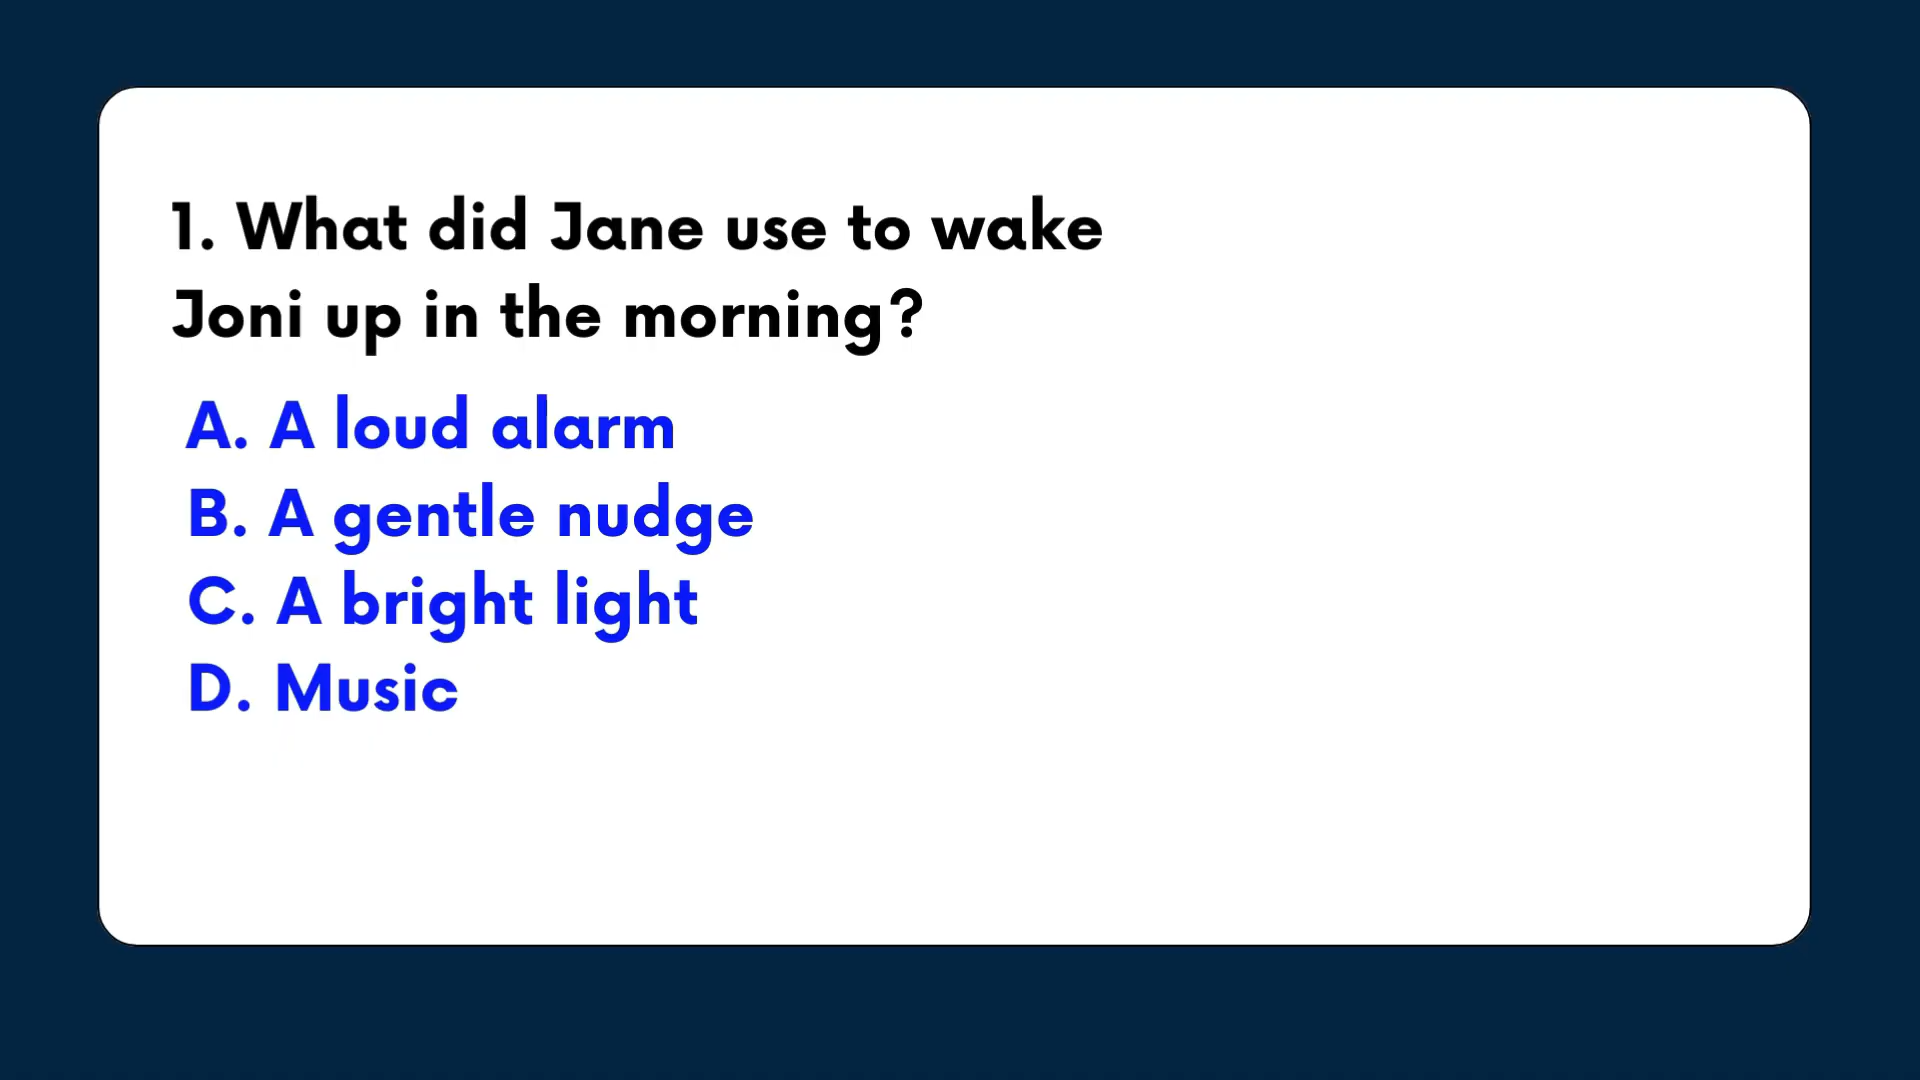 1. What did Jane use to wake
Joni up in the morning?
A. A loud alarm
B. A gentle nudge
C. A bright light
D. Music